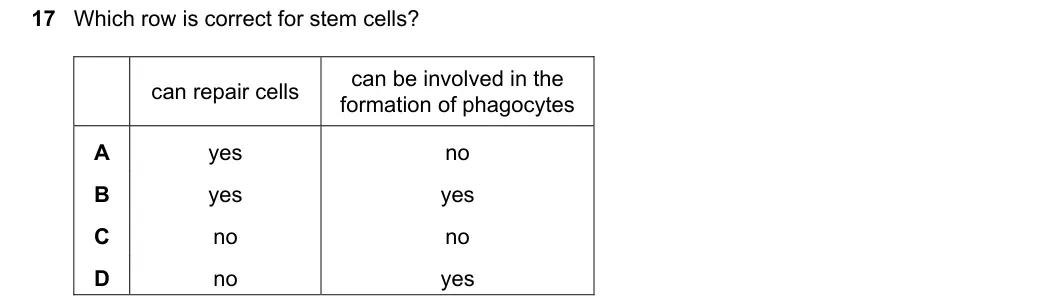 17 Which row is correct for stem cells?
can repair cells
can be involved in the
formation of phagocytes
A yes no
B yes yes
C no no
D no yes